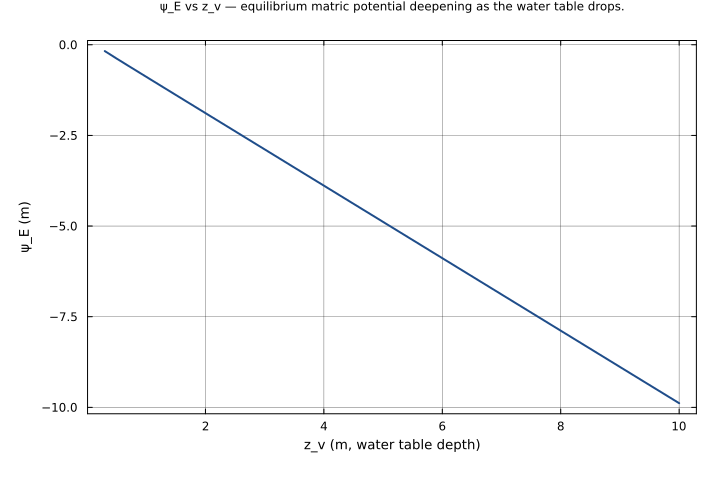 ψ_E vs z_v — equilibrium matric potential deepening as the water table drops.
0.0
−2.5
−5.0
−7.5
−10.0
ψ_E (m)
2 4 6 8 10
z_v (m, water table depth)